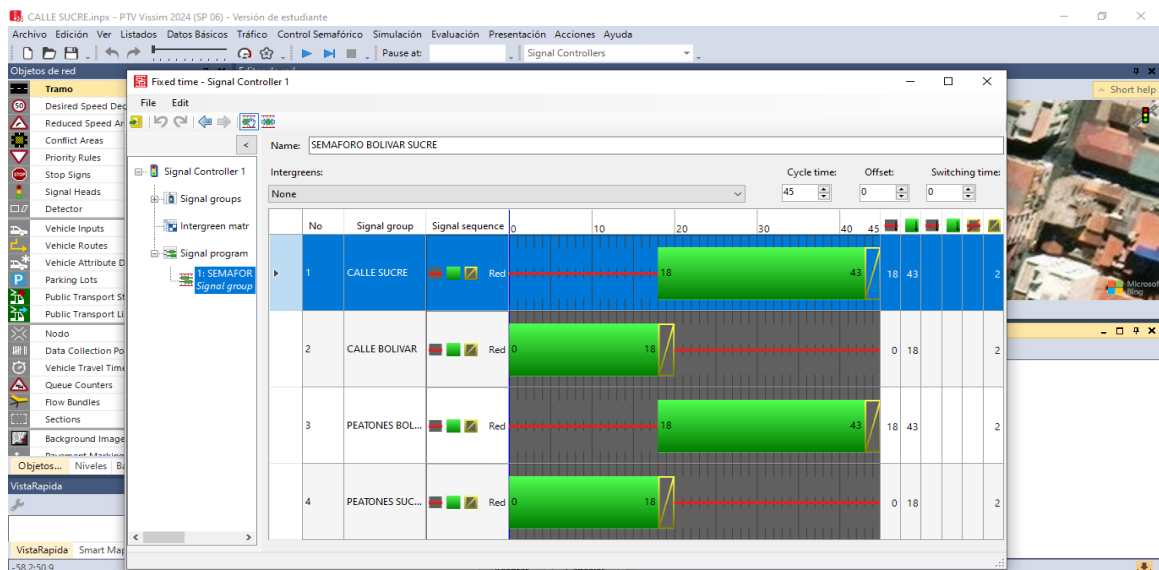 CALLE SUCRE.inpx - PTV Vissim 2024 (SP 06) - Versión de estudiante
Archivo Edición Ver Listados Datos Básicos Tráfico Control Semafórico Simulación Evaluación Presentación Acciones Ayuda
Pause at: Signal Controllers
Objetos de red
Short help
Tramo
Desired Speed Dec
Reduced Speed Ar
Conflict Areas
Priority Rules
Stop Signs
Signal Heads
Detector
Vehicle Inputs
Vehicle Routes
Vehicle Attribute D
Parking Lots
Public Transport St
Public Transport Li
Nodo
Data Collection Po
Vehicle Travel Time
Queue Counters
Flow Bundles
Sections
Background Image
Objetos... Niveles Ba
VistaRapida
VistaRapida Smart Map
-58.2:50.9
Fixed time - Signal Controller 1
File Edit
Name: SEMAFORO BOLIVAR SUCRE
Signal Controller 1
Signal groups
Intergreen matr
Signal program
1: SEMAFOR
Signal group
Intergreens: Cycle time: Offset: Switching time:
None 45 0 0
No Signal group Signal sequence 0 10 20 30 40 45
1 CALLE SUCRE Red 18 43 18 43 2
2 CALLE BOLIVAR Red 0 18 0 18 2
3 PEATONES BOL... Red 18 43 18 43 2
4 PEATONES SUC... Red 0 18 0 18 2
Microsof
Bing